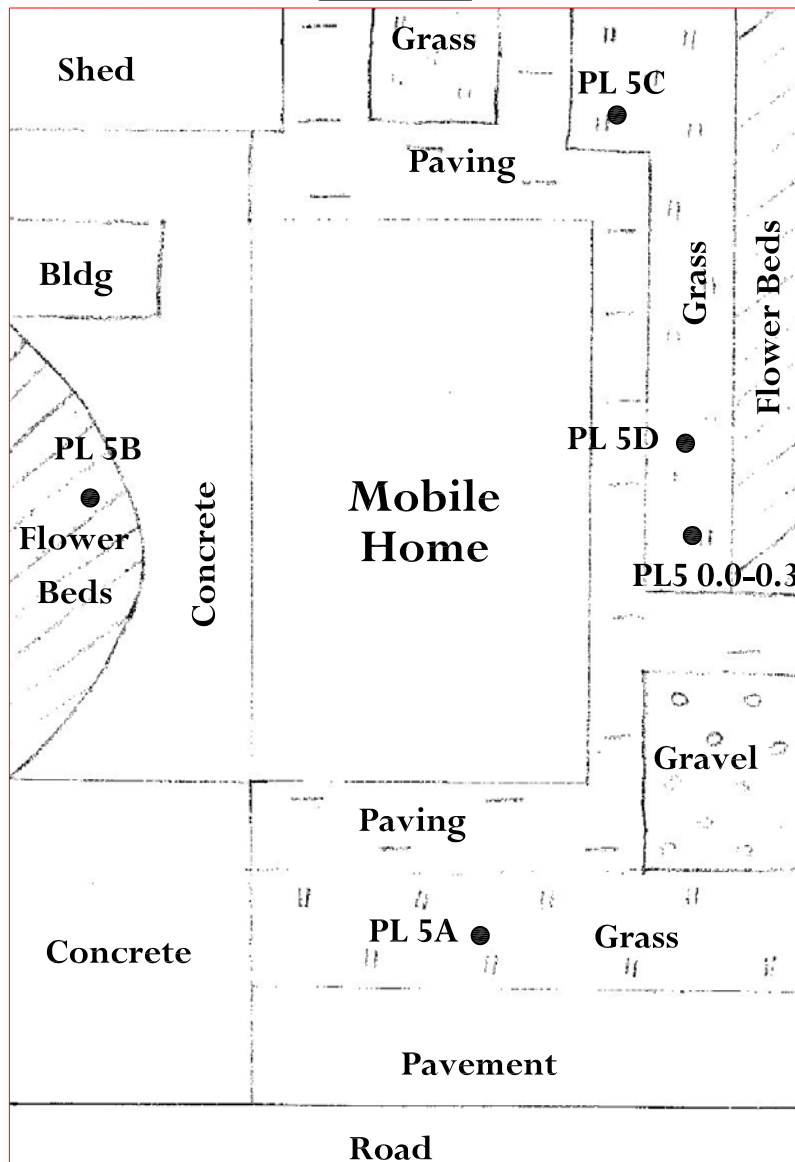 Grass
Shed
PL 5C
Paving
Bldg
Grass
Flower Beds
PL 5B
PL 5D
Mobile
Home
Concrete
Flower
Beds
PL5 0.0-0.3
Gravel
Paving
PL 5A
Grass
Concrete
Pavement
Road